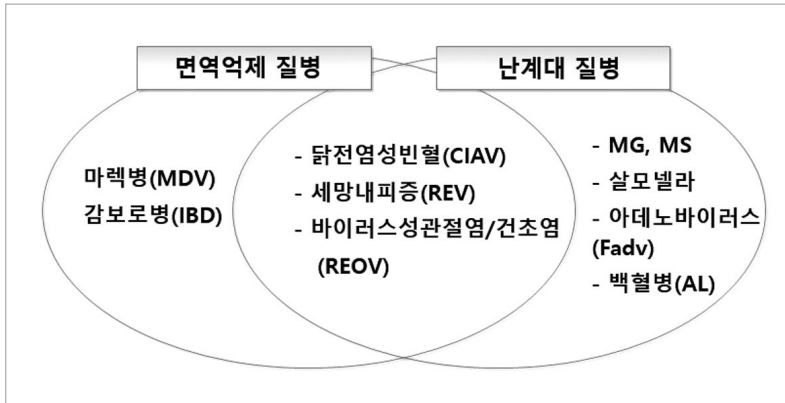 면역억제 질병
난계대 질병
마렉병(MDV)
감보로병(IBD)
- 닭전염성빈혈(CIAV)
- 세망내피증(REV)
- 바이러스성관절염/건초염
(REOV)
- MG, MS
- 살모넬라
- 아데노바이러스
(Fadv)
- 백혈병(AL)